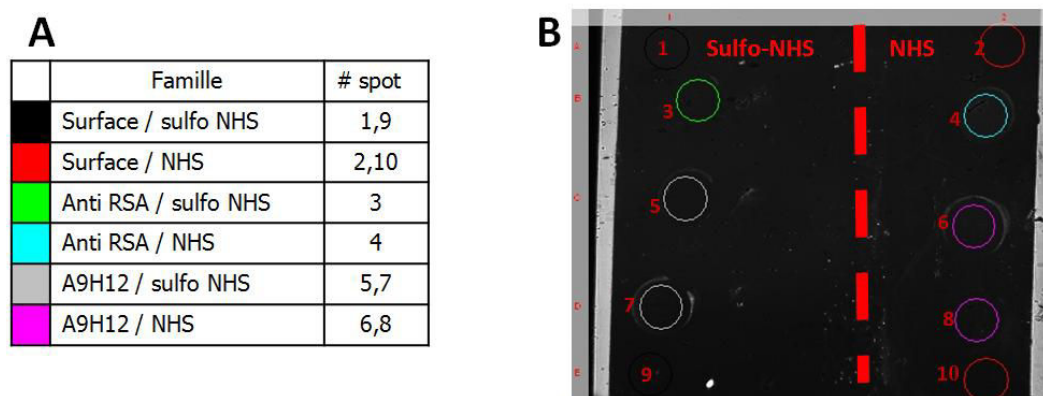 A
Famille # spot
Surface / sulfo NHS 1,9
Surface / NHS 2,10
Anti RSA / sulfo NHS 3
Anti RSA / NHS 4
A9H12 / sulfo NHS 5,7
A9H12 / NHS 6,8
B
1 2
A 1 Sulfo-NHS NHS 2
B 3 4
C 5 6
D 7 8
E 9 10